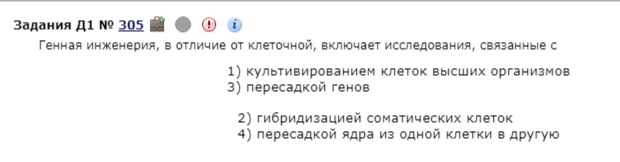 Задания Д1 № 305
Генная инженерия, в отличие от клеточной, включает исследования, связанные с
1) культивированием клеток высших организмов
3) пересадкой генов
2) гибридизацией соматических клеток
4) пересадкой ядра из одной клетки в другую